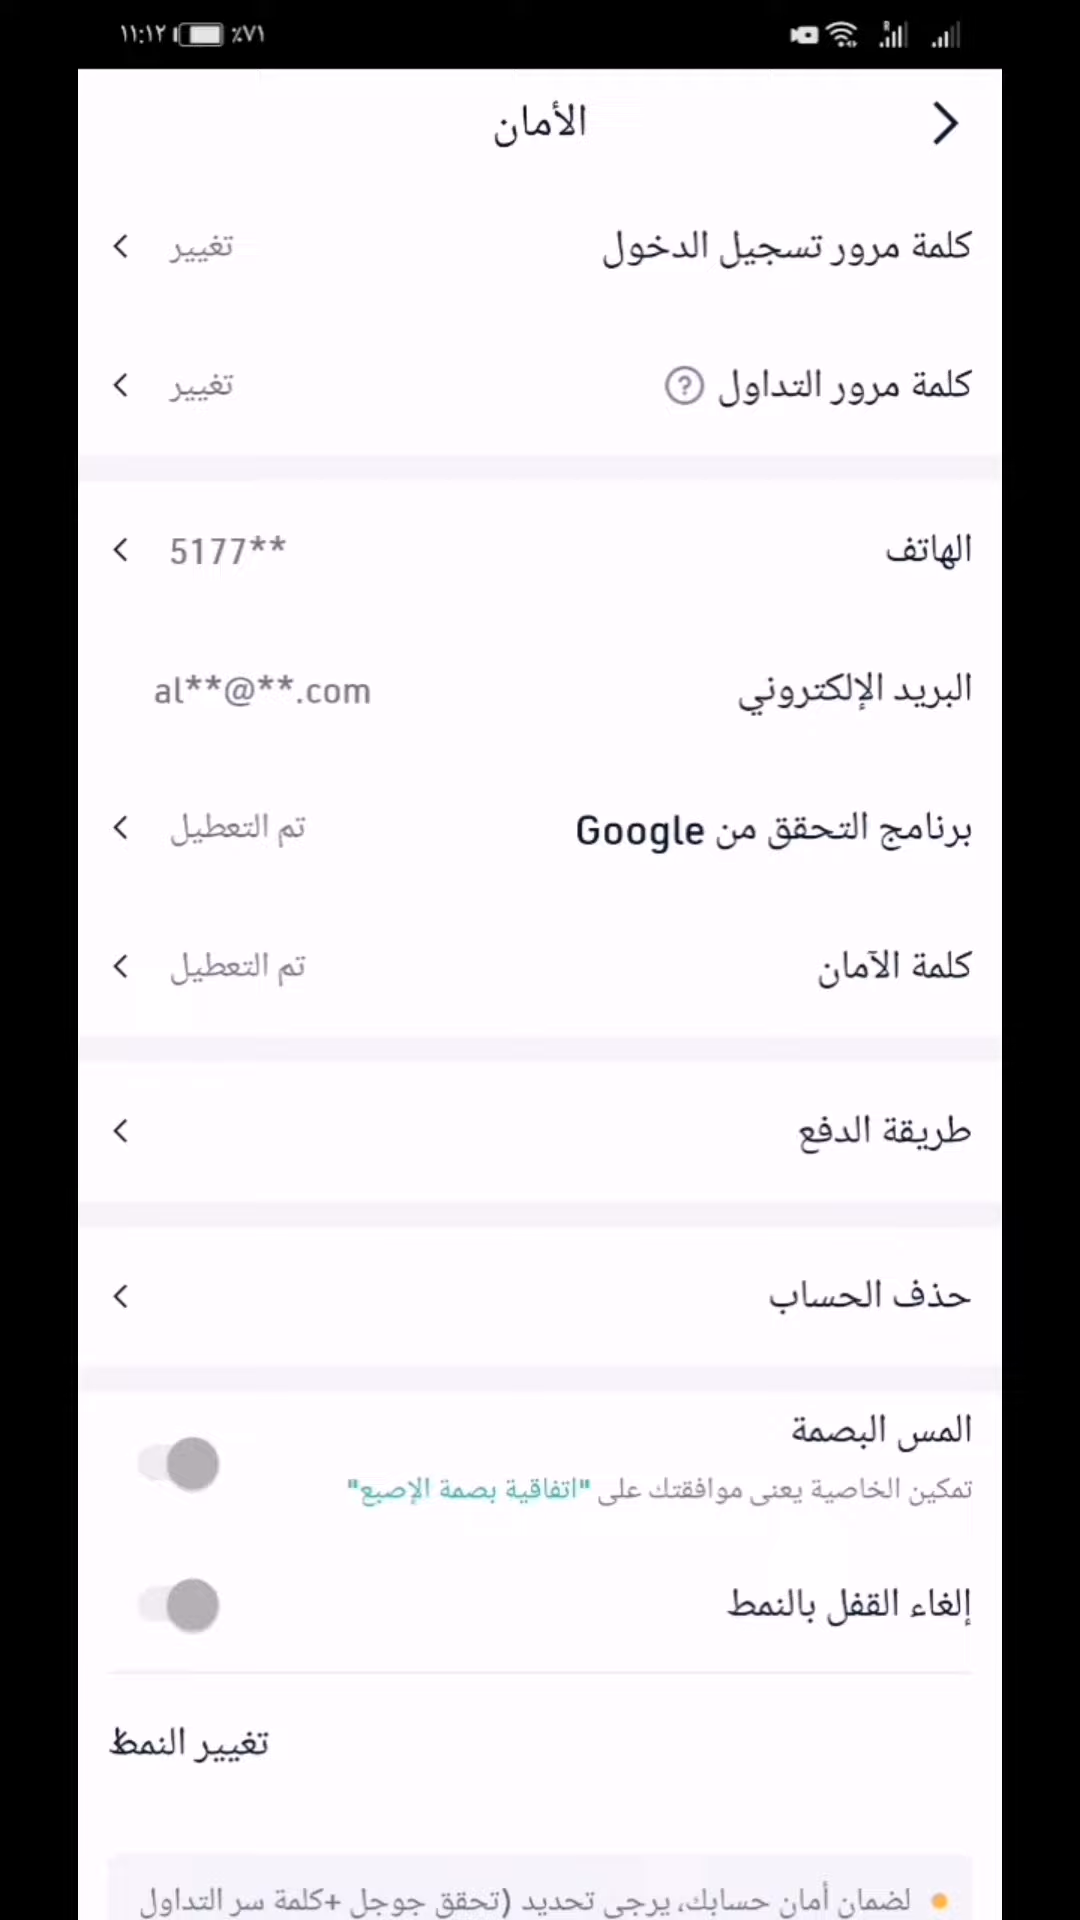 ١١:١٢ ٪٧١
الأمان
كلمة مرور تسجيل الدخول تغيير
كلمة مرور التداول ? تغيير
الهاتف 5177**
البريد الإلكتروني al**@**.com
برنامج التحقق من Google تم التعطيل
كلمة الآمان تم التعطيل
طريقة الدفع
حذف الحساب
المس البصمة
تمكين الخاصية يعنى موافقتك على "اتفاقية بصمة الإصبع"
إلغاء القفل بالنمط
تغيير النمط
لضمان أمان حسابك، يرجى تحديد (تحقق جوجل +كلمة سر التداول